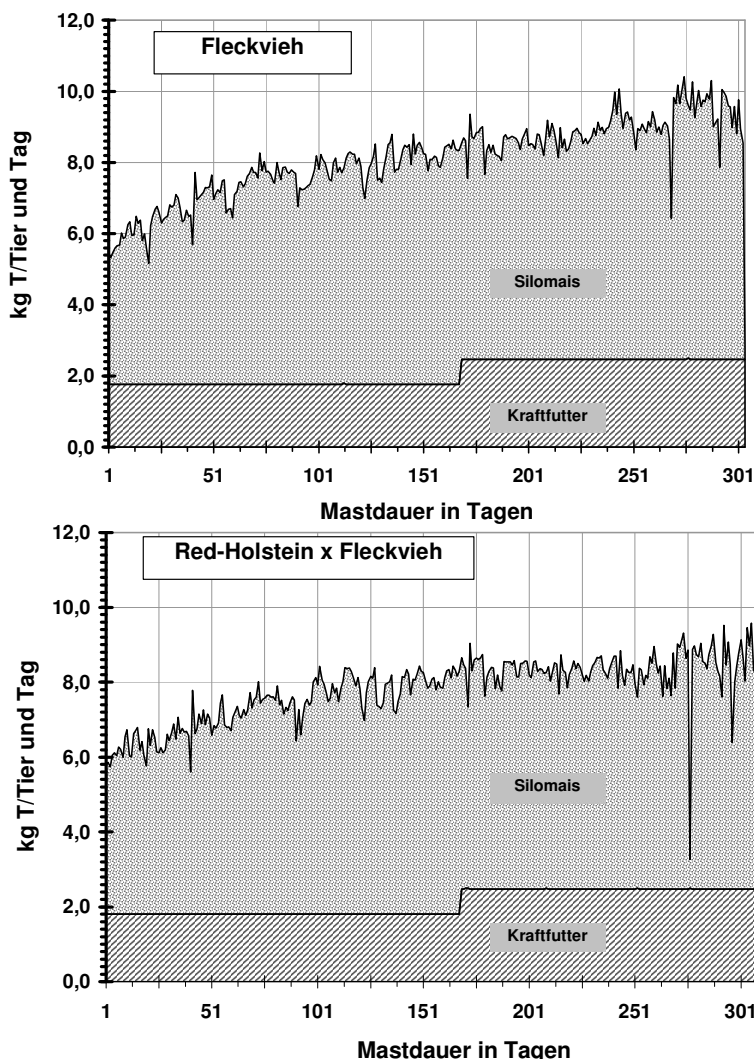 Fleckvieh
12,0
10,0
8,0
6,0
4,0
2,0
0,0
kg T/Tier und Tag
Silomais
Kraftfutter
1 51 101 151 201 251 301
Mastdauer in Tagen
Red-Holstein x Fleckvieh
12,0
10,0
8,0
6,0
4,0
2,0
0,0
kg T/Tier und Tag
Silomais
Kraftfutter
1 51 101 151 201 251 301
Mastdauer in Tagen